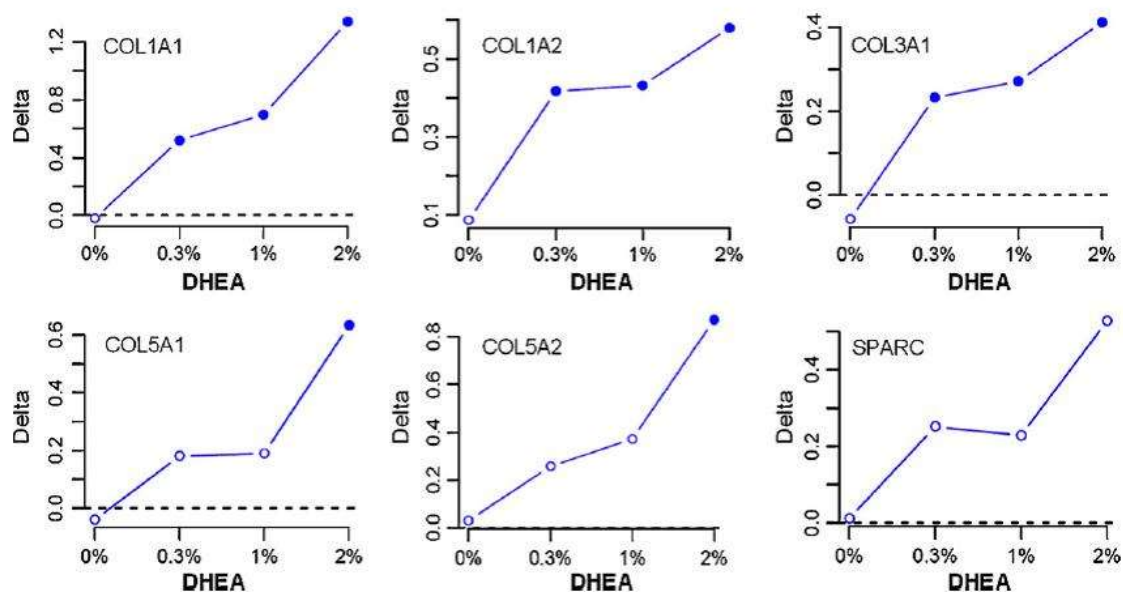 COL1A1
Delta
0.0 0.4 0.8 1.2
0% 0.3% 1% 2%
DHEA
COL1A2
Delta
0.1 0.3 0.5
0% 0.3% 1% 2%
DHEA
COL3A1
Delta
0.0 0.2 0.4
0% 0.3% 1% 2%
DHEA
COL5A1
Delta
0.0 0.2 0.4 0.6
0% 0.3% 1% 2%
DHEA
COL5A2
Delta
0.0 0.2 0.4 0.6 0.8
0% 0.3% 1% 2%
DHEA
SPARC
Delta
0.0 0.2 0.4
0% 0.3% 1% 2%
DHEA